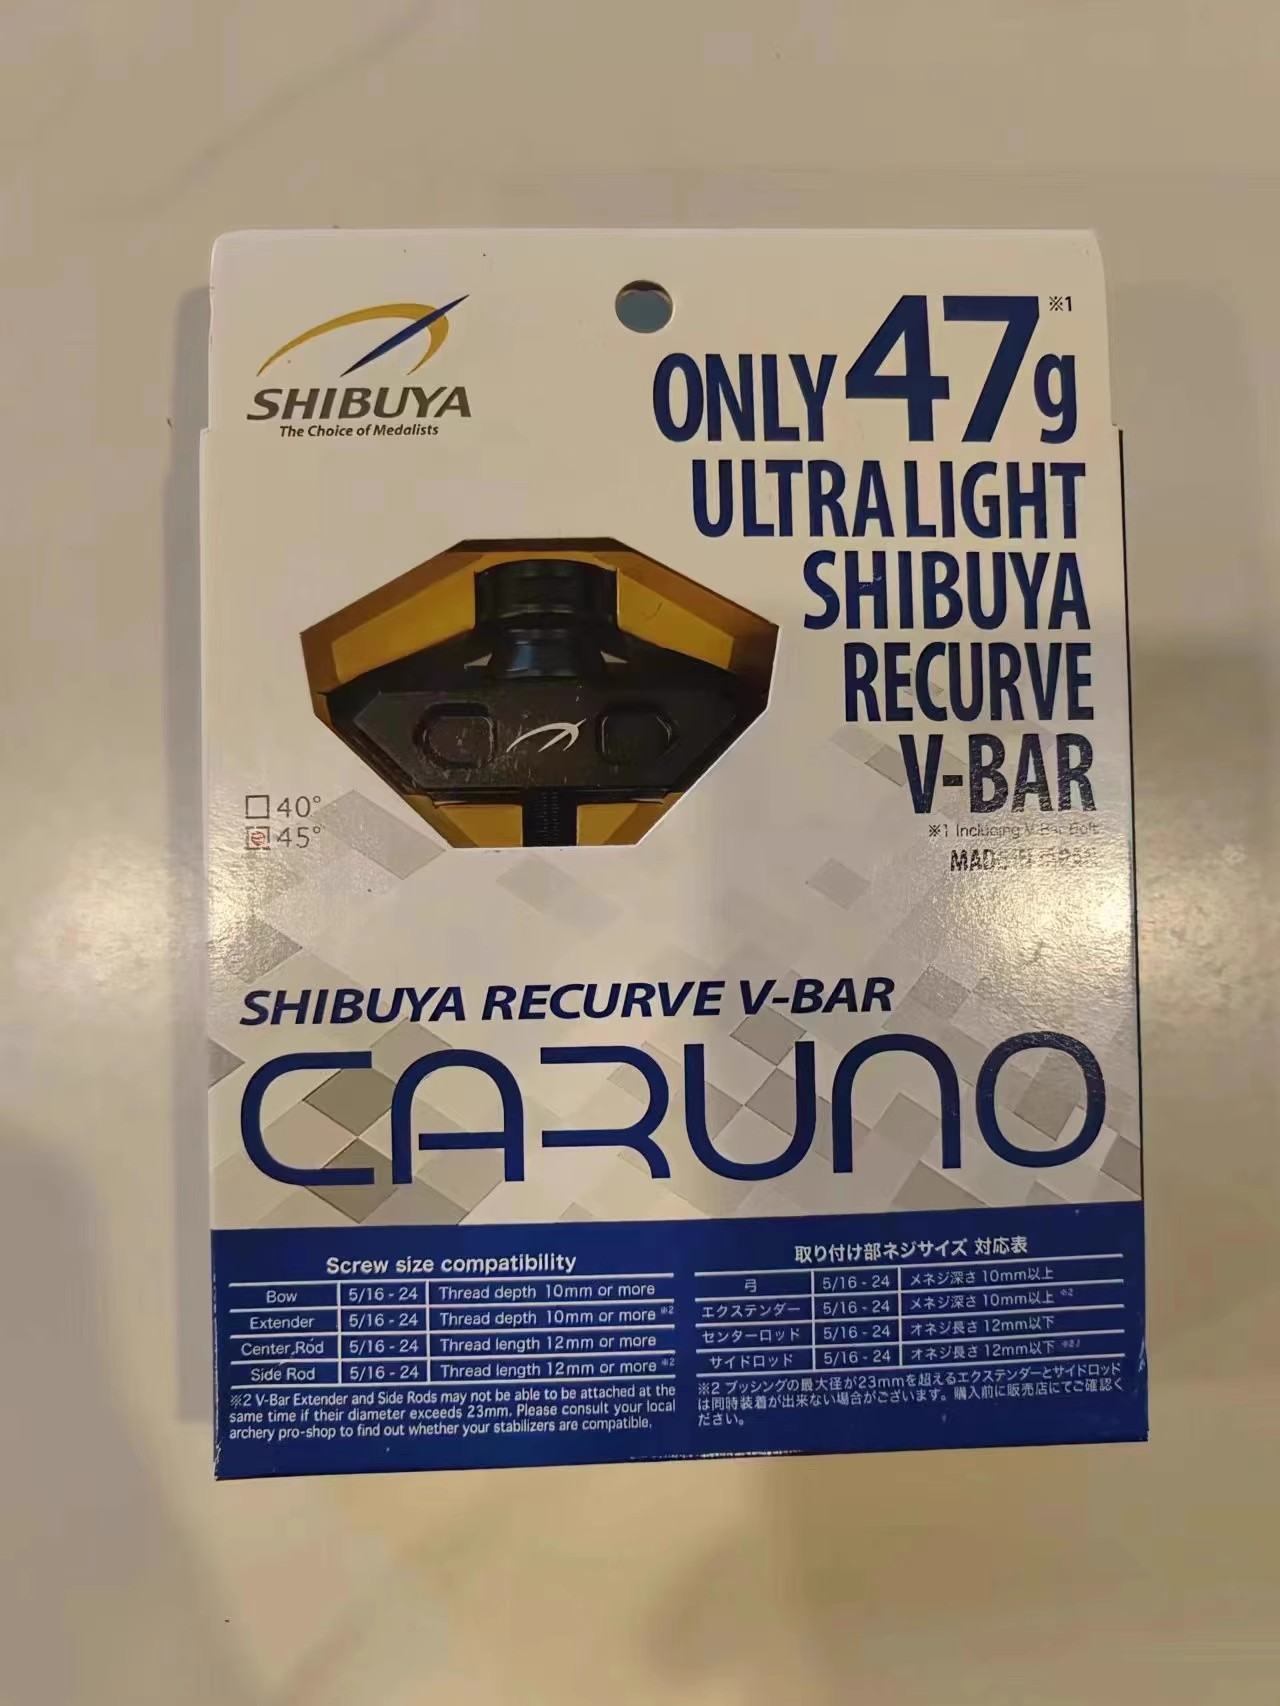 SHIBUYA
The Choice of Medalists
ONLY 47g ※1
ULTRALIGHT
SHIBUYA
RECURVE
V-BAR
※1 Including V-Bar Bolt
MADE IN JAPAN
40°
45°
SHIBUYA RECURVE V-BAR
CARUNO
Screw size compatibility
Bow 5/16 - 24 Thread depth 10mm or more
Extender 5/16 - 24 Thread depth 10mm or more ※2
Center Rod 5/16 - 24 Thread length 12mm or more
Side Rod 5/16 - 24 Thread length 12mm or more ※2
※2 V-Bar Extender and Side Rods may not be able to be attached at the
same time if their diameter exceeds 23mm. Please consult your local
archery pro-shop to find out whether your stabilizers are compatible.
取り付け部ネジサイズ 対応表
弓 5/16 - 24 メネジ深さ 10mm以上
エクステンダー 5/16 - 24 メネジ深さ 10mm以上 ※2
センターロッド 5/16 - 24 オネジ長さ 12mm以下
サイドロッド 5/16 - 24 オネジ長さ 12mm以下 ※2
※2 ブッシングの最大径が23mmを超えるエクステンダーとサイドロッド
は同時装着が出来ない場合がございます。購入前に販売店にてご確認く
ださい。